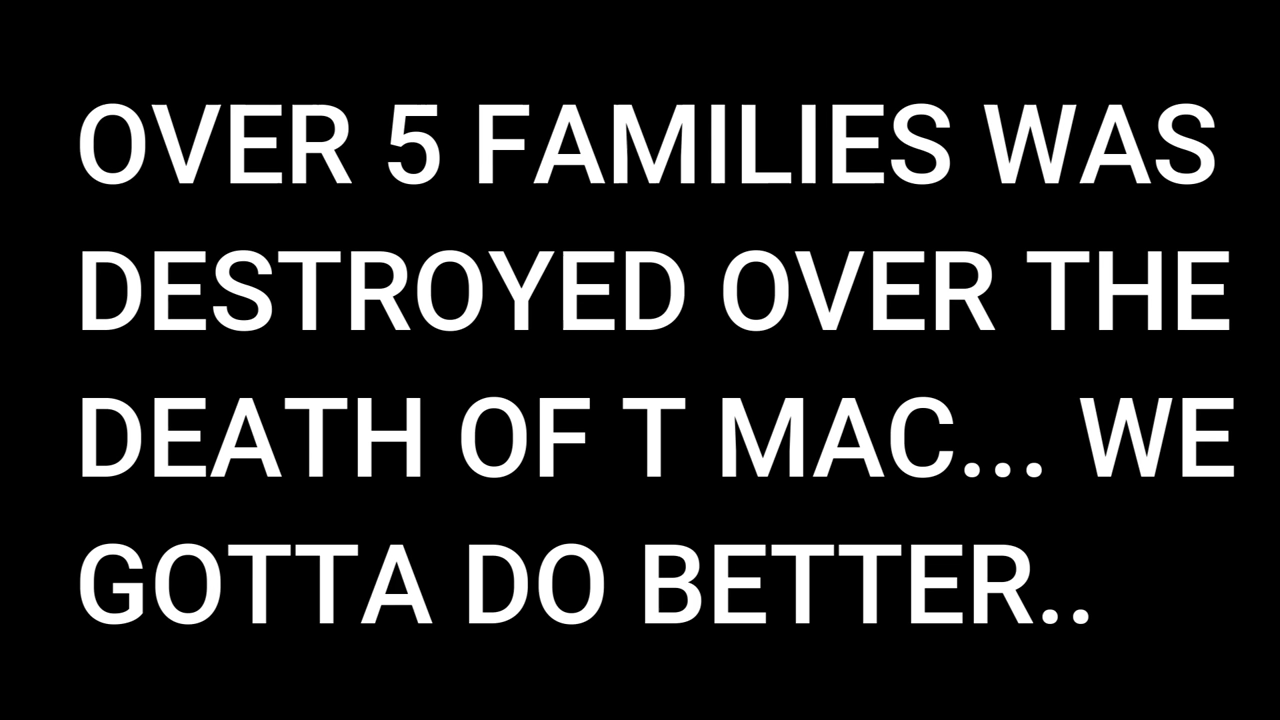 OVER 5 FAMILIES WAS
DESTROYED OVER THE
DEATH OF T MAC... WE
GOTTA DO BETTER..